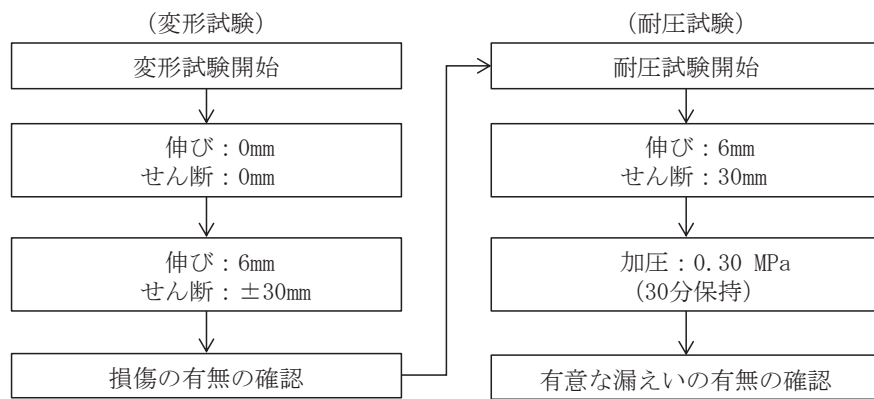 (変形試験)
変形試験開始
伸び：0mm
せん断：0mm
伸び：6mm
せん断：±30mm
損傷の有無の確認
(耐圧試験)
耐圧試験開始
伸び：6mm
せん断：30mm
加圧：0.30 MPa
(30分保持)
有意な漏えいの有無の確認